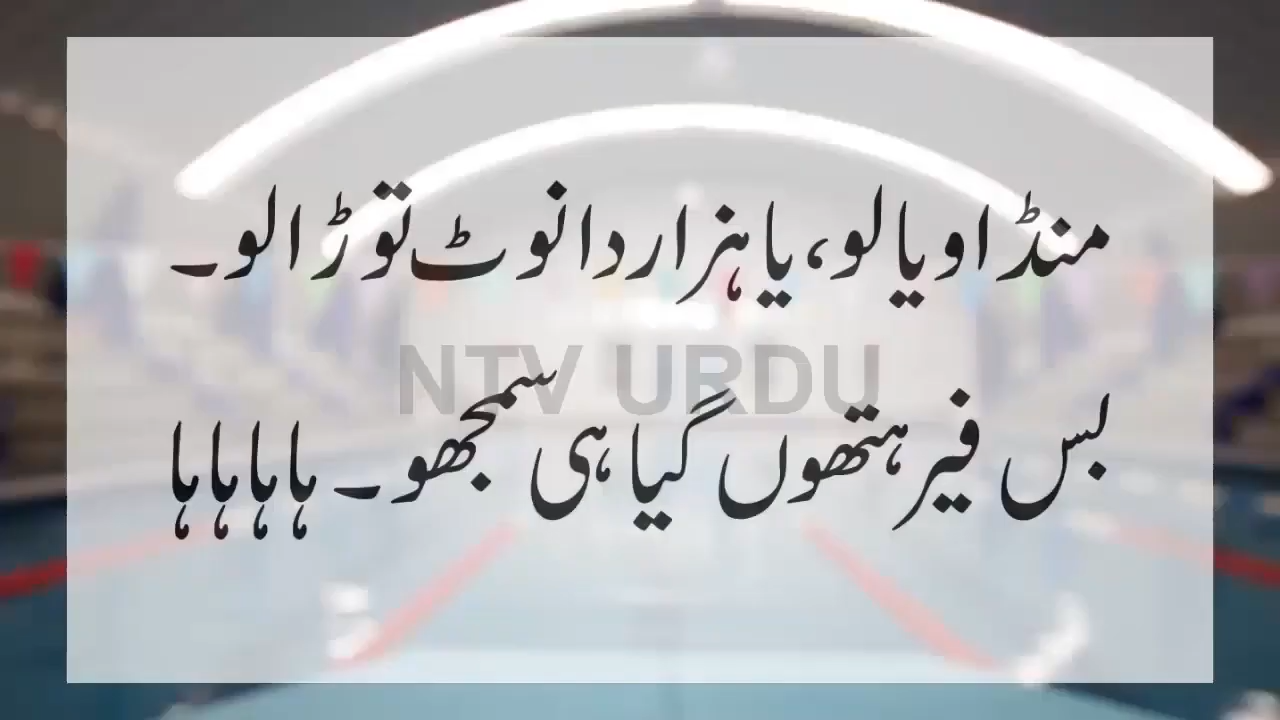 منڈا ویا لو، یا ہزار دا نوٹ توڑا لو۔
NTV URDU
بس فیر ہتھوں گیا ہی سمجھو۔ ہاہاہاہا